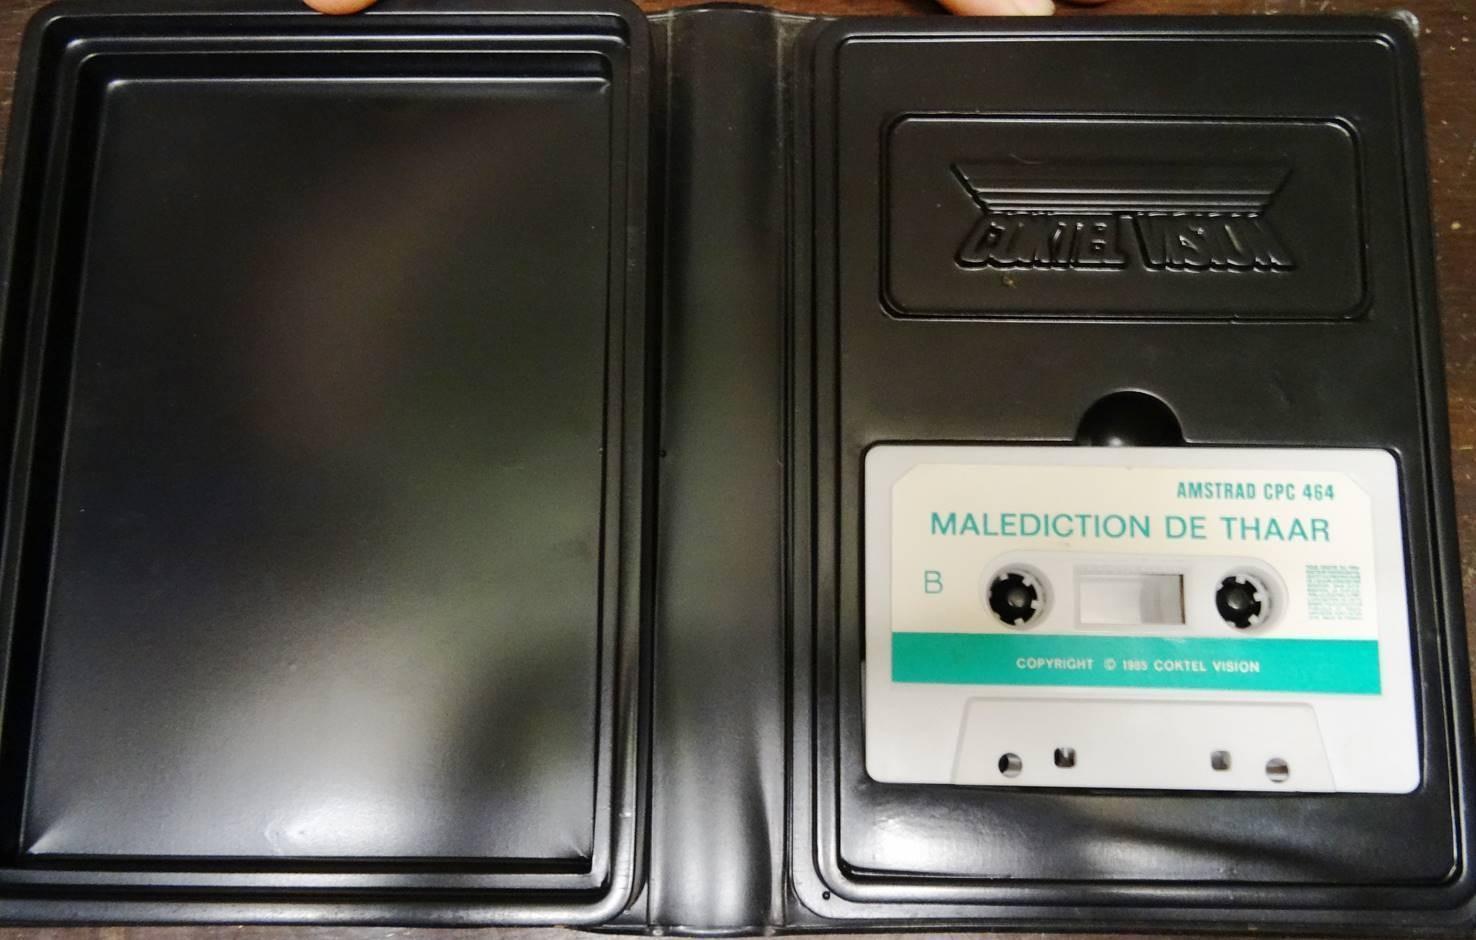 COKTEL VISION
AMSTRAD CPC 464
MALEDICTION DE THAAR
B
COPYRIGHT © 1985 COKTEL VISION